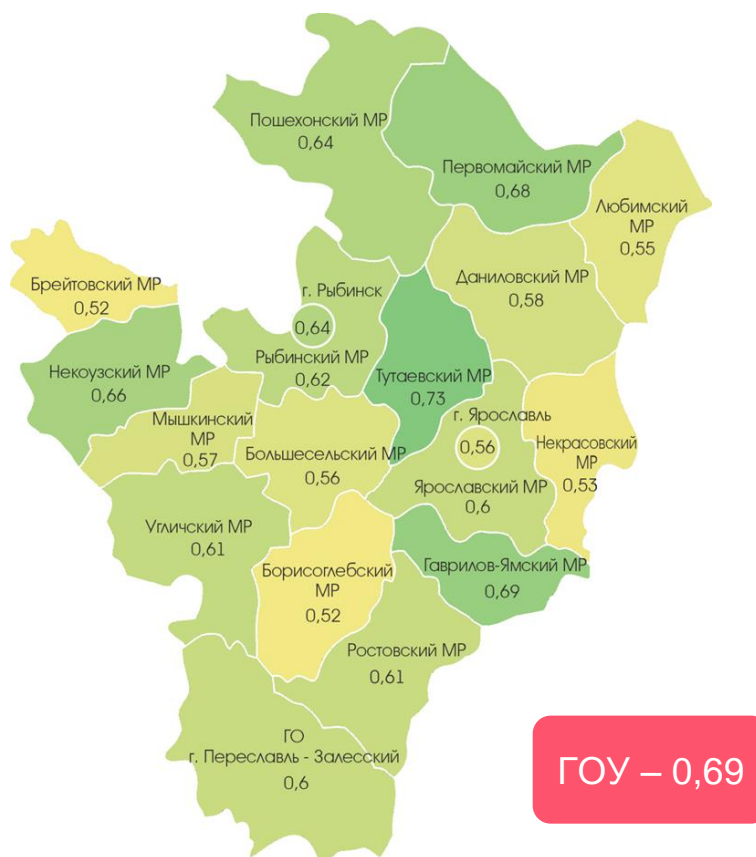 Пошехонский МР
0,64
Первомайский МР
0,68
Любимский
МР
0,55
Брейтовский МР
0,52
г. Рыбинск
0,64
Даниловский МР
0,58
Некоузский МР
0,66
Рыбинский МР
0,62
Тутаевский МР
0,73
Мышкинский
МР
0,57
Большесельский МР
0,56
г. Ярославль
0,56
Некрасовский
МР
0,53
Ярославский МР
0,6
Угличский МР
0,61
Борисоглебский
МР
0,52
Гаврилов-Ямский МР
0,69
Ростовский МР
0,61
ГО
г. Переславль - Залесский
0,6
ГОУ – 0,69